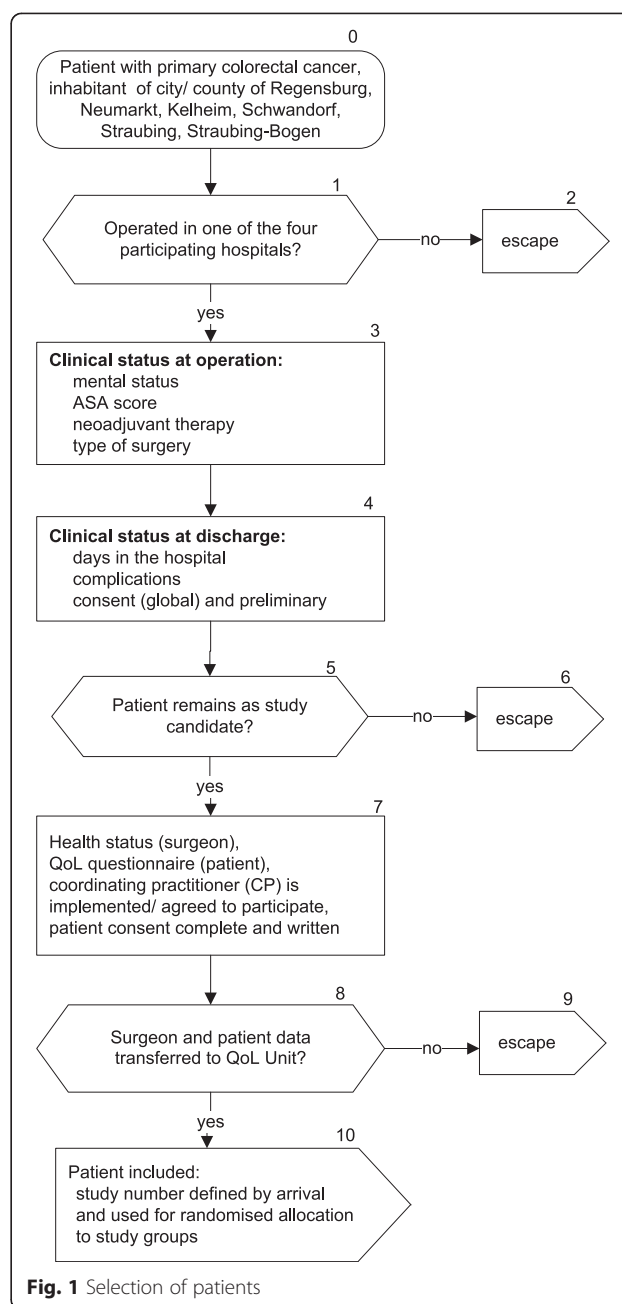 0
Patient with primary colorectal cancer,
inhabitant of city/ county of Regensburg,
Neumarkt, Kelheim, Schwandorf,
Straubing, Straubing-Bogen
1
Operated in one of the four
participating hospitals?
no
2
escape
yes
3
Clinical status at operation:
mental status
ASA score
neoadjuvant therapy
type of surgery
4
Clinical status at discharge:
days in the hospital
complications
consent (global) and preliminary
5
Patient remains as study
candidate?
no
6
escape
yes
7
Health status (surgeon),
QoL questionnaire (patient),
coordinating practitioner (CP) is
implemented/ agreed to participate,
patient consent complete and written
8
Surgeon and patient data
transferred to QoL Unit?
no
9
escape
yes
10
Patient included:
study number defined by arrival
and used for randomised allocation
to study groups
Fig. 1 Selection of patients